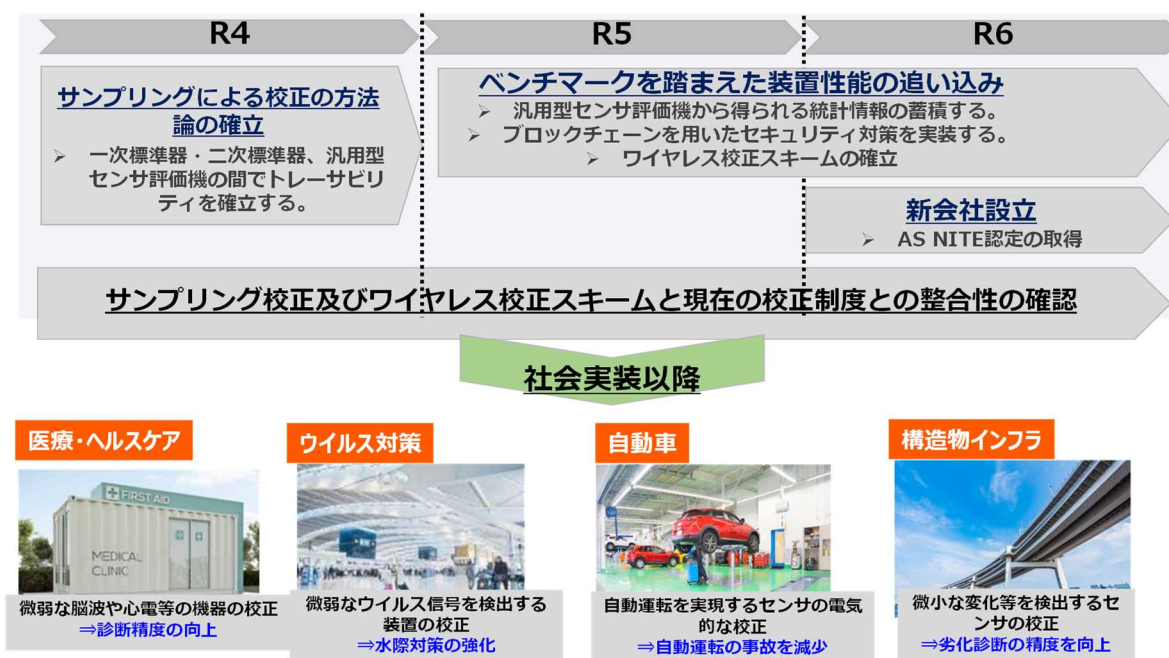 R4
R5
R6
サンプリングによる校正の方法
論の確立
➢ 一次標準器・二次標準器、汎用型
センサ評価機の間でトレーサビリ
ティを確立する。
ベンチマークを踏まえた装置性能の追い込み
➢ 汎用型センサ評価機から得られる統計情報の蓄積する。
➢ ブロックチェーンを用いたセキュリティ対策を実装する。
➢ ワイヤレス校正スキームの確立
新会社設立
➢ AS NITE認定の取得
サンプリング校正及びワイヤレス校正スキームと現在の校正制度との整合性の確認
社会実装以降
医療・ヘルスケア
FIRST AID
MEDICAL
CLINIC
微弱な脳波や心電等の機器の校正
⇒診断精度の向上
ウイルス対策
微弱なウイルス信号を検出する
装置の校正
⇒水際対策の強化
自動車
自動運転を実現するセンサの電気
的な校正
⇒自動運転の事故を減少
構造物インフラ
微小な変化等を検出するセ
ンサの校正
⇒劣化診断の精度を向上